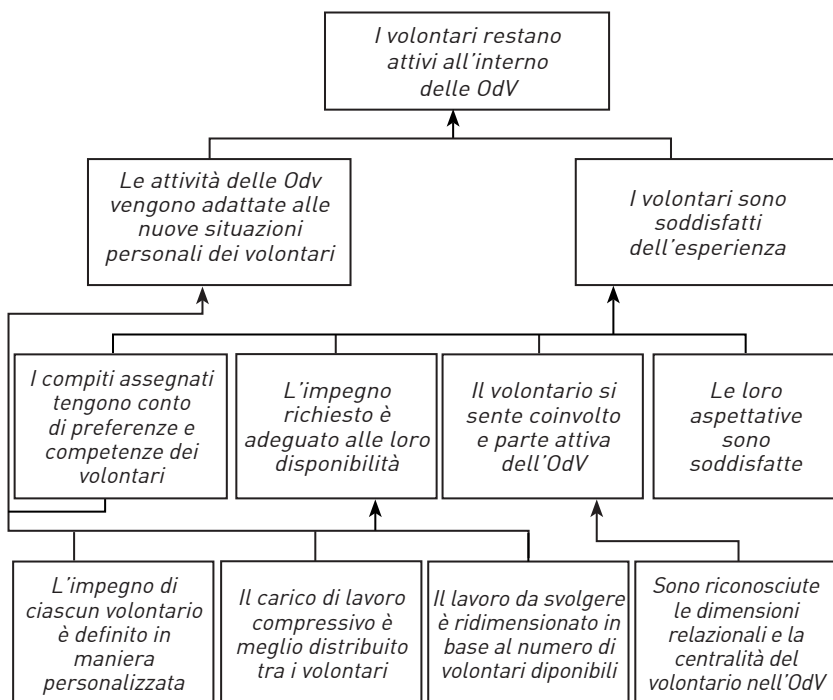 I volontari restano
attivi all'interno
delle OdV
Le attività delle Odv
vengono adattate alle
nuove situazioni
personali dei volontari
I volontari sono
soddisfatti
dell'esperienza
I compiti assegnati
tengono conto
di preferenze e
competenze dei
volontari
L'impegno
richiesto è
adeguato alle loro
disponibilità
Il volontario si
sente coinvolto
e parte attiva
dell'OdV
Le loro
aspettative
sono
soddisfatte
L'impegno di
ciascun volontario
è definito in
maniera
personalizzata
Il carico di lavoro
compressivo è
meglio distribuito
tra i volontari
Il lavoro da svolgere
è ridimensionato in
base al numero di
volontari diponibili
Sono riconosciute
le dimensioni
relazionali e la
centralità del
volontario nell'OdV